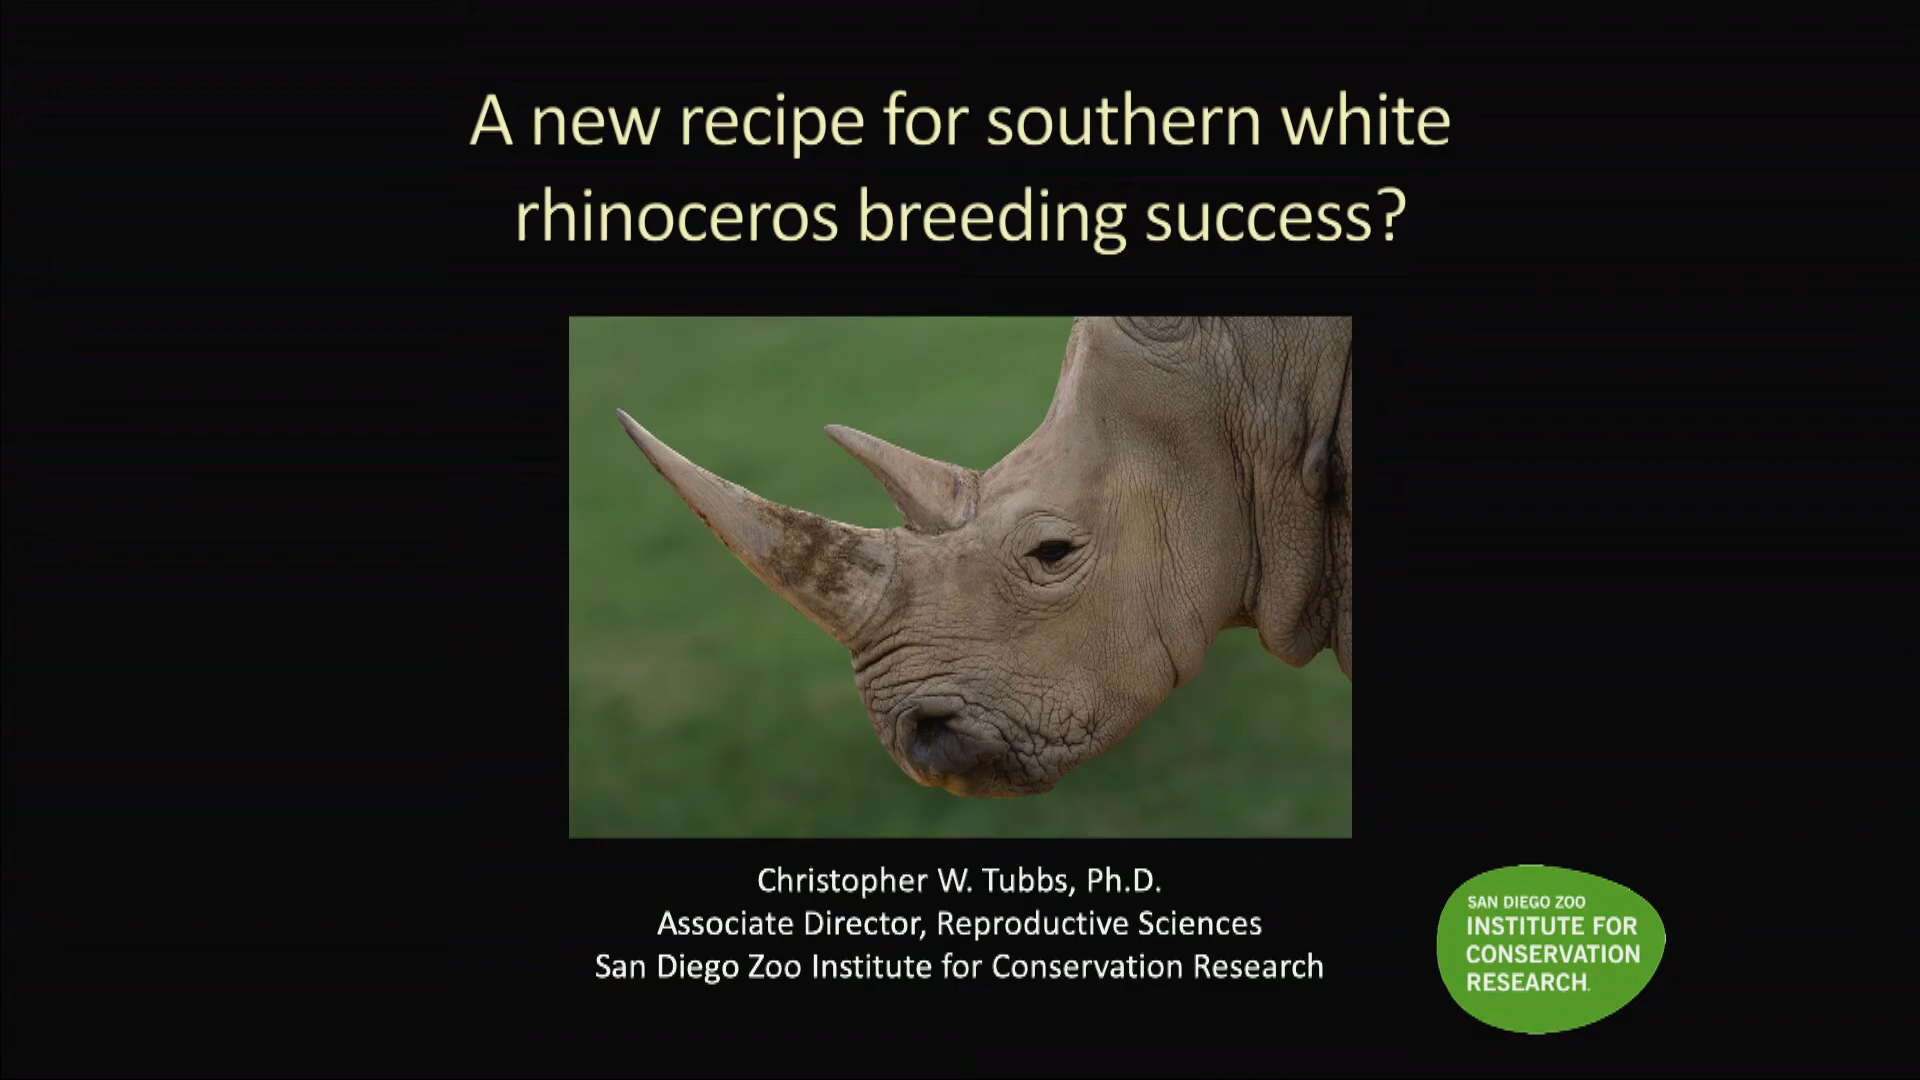 A new recipe for southern white
rhinoceros breeding success?
Christopher W. Tubbs, Ph.D.
Associate Director, Reproductive Sciences
San Diego Zoo Institute for Conservation Research
SAN DIEGO ZOO
INSTITUTE FOR
CONSERVATION
RESEARCH.